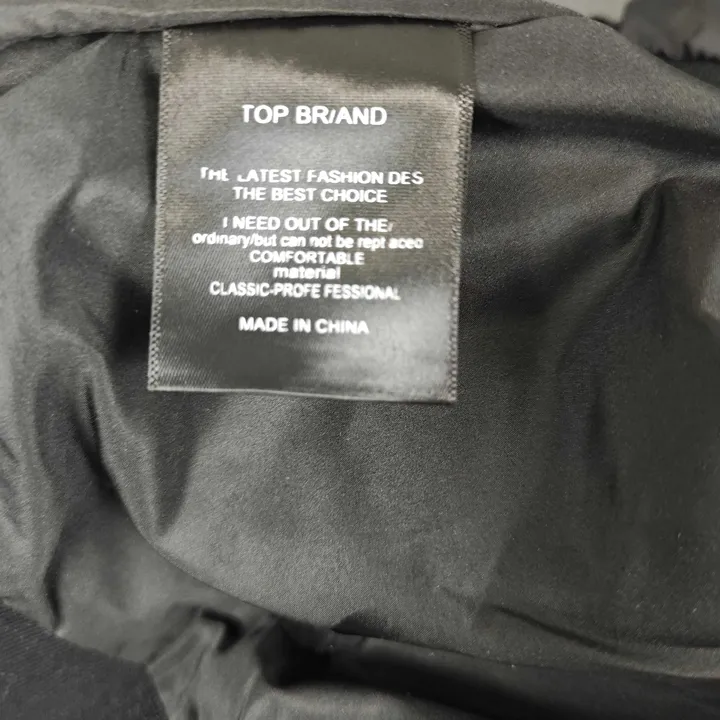 TOP BR/AND
THE LATEST FASHION DES
THE BEST CHOICE
I NEED OUT OF THE/
ordinary/but can not be rept aced
COMFORTABLE
material
CLASSIC-PROFE FESSIONAL
MADE IN CHINA